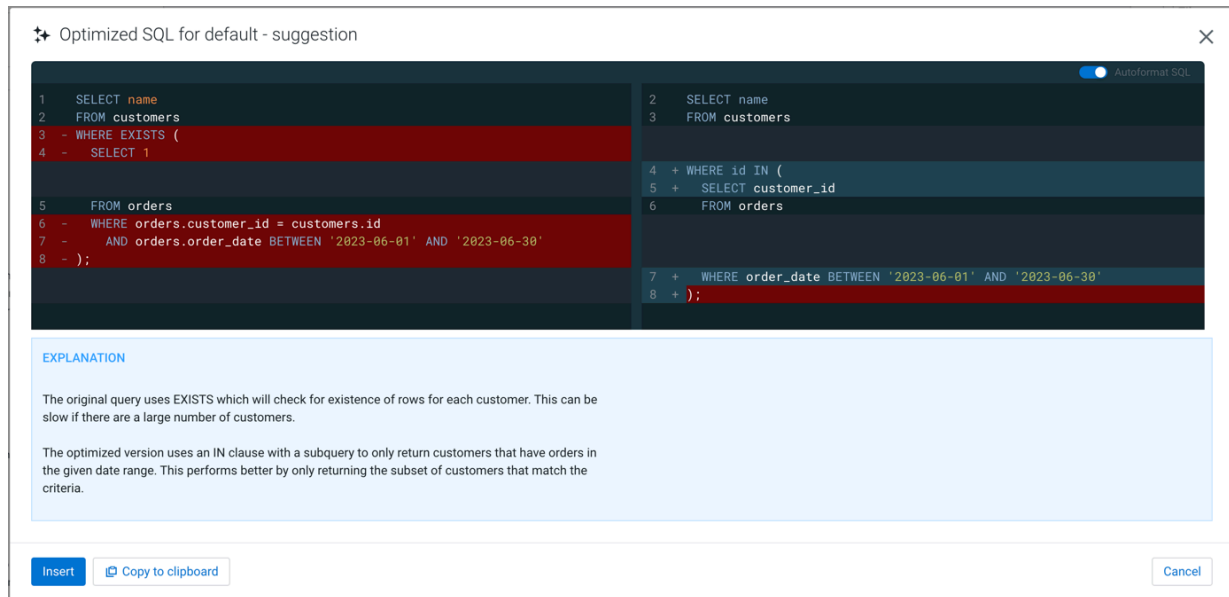 Optimized SQL for default - suggestion
Autoformat SQL
1 SELECT name
2 FROM customers
3 - WHERE EXISTS (
4 - SELECT 1
5 FROM orders
6 - WHERE orders.customer_id = customers.id
7 - AND orders.order_date BETWEEN '2023-06-01' AND '2023-06-30'
8 - );
2 SELECT name
3 FROM customers
4 + WHERE id IN (
5 + SELECT customer_id
6 FROM orders
7 + WHERE order_date BETWEEN '2023-06-01' AND '2023-06-30'
8 + );
EXPLANATION
The original query uses EXISTS which will check for existence of rows for each customer. This can be
slow if there are a large number of customers.
The optimized version uses an IN clause with a subquery to only return customers that have orders in
the given date range. This performs better by only returning the subset of customers that match the
criteria.
Insert
Copy to clipboard
Cancel